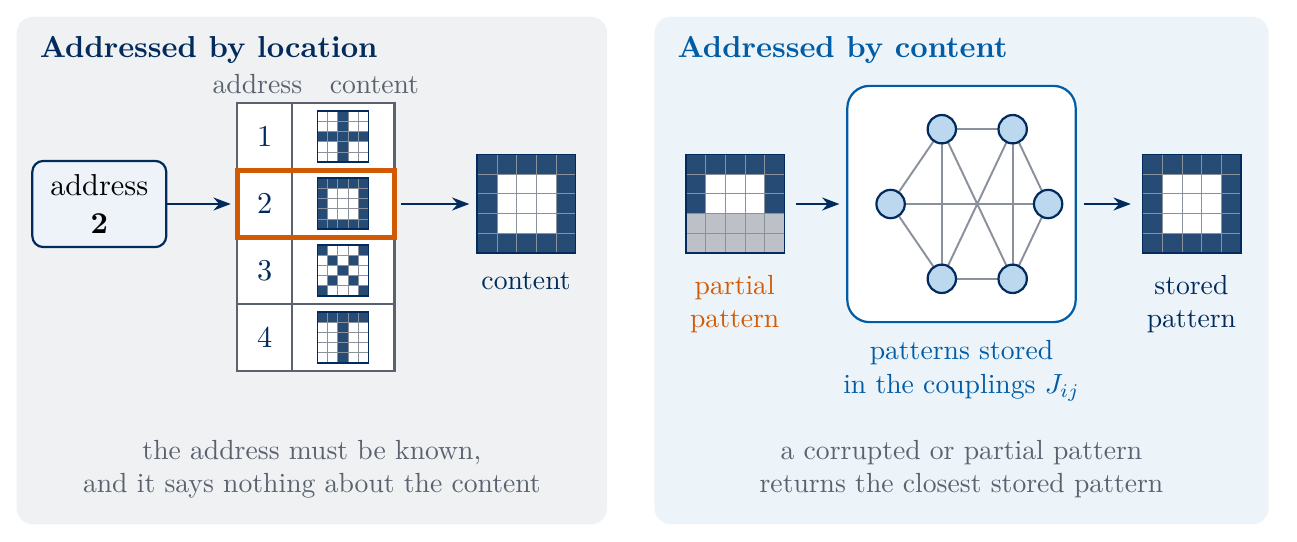 Addressed by location
address content
address
2
1
2
3
4
content
the address must be known,
and it says nothing about the content
Addressed by content
partial
pattern
patterns stored
in the couplings J_{ij}
stored
pattern
a corrupted or partial pattern
returns the closest stored pattern